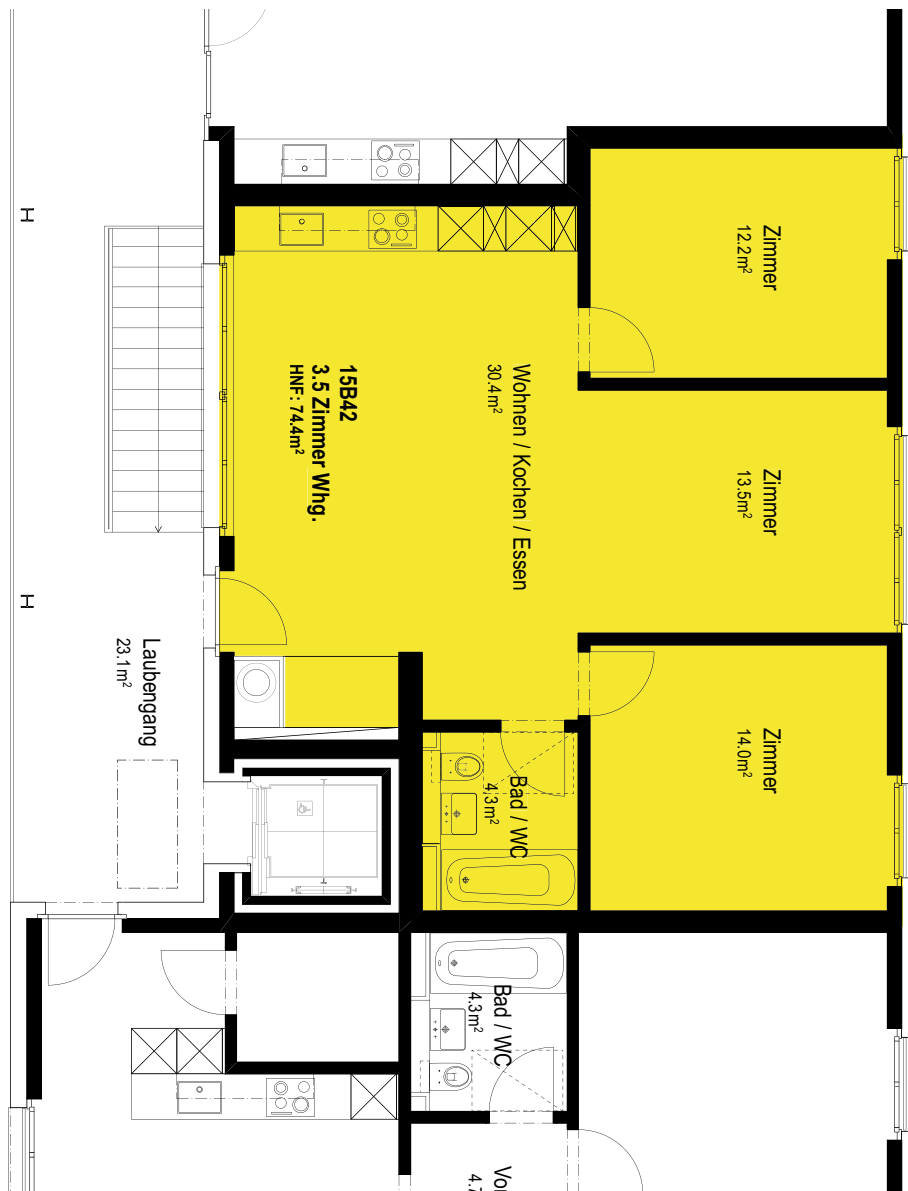 Zimmer
12.2m²
Wohnen / Kochen / Essen
30.4m²
15B42
3.5 Zimmer Whg.
HNF: 74.4m²
Zimmer
13.5m²
Zimmer
14.0m²
Laubengang
23.1m²
Bad / WC
4.3m²
Bad / WC
4.3m²
H
H